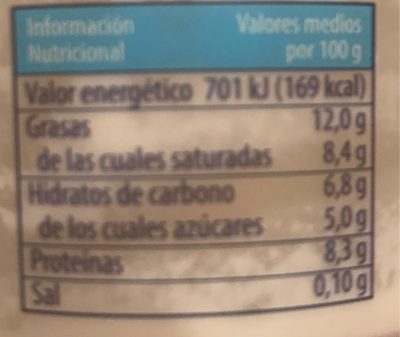 Información Valores medios
Nutricional por 100 g
Valor energético 701 kJ (169 kcal)
Grasas 12,0 g
de las cuales saturadas 8,4 g
Hidratos de carbono 6,8 g
de los cuales azúcares 5,0 g
Proteínas 8,3 g
Sal 0,10 g